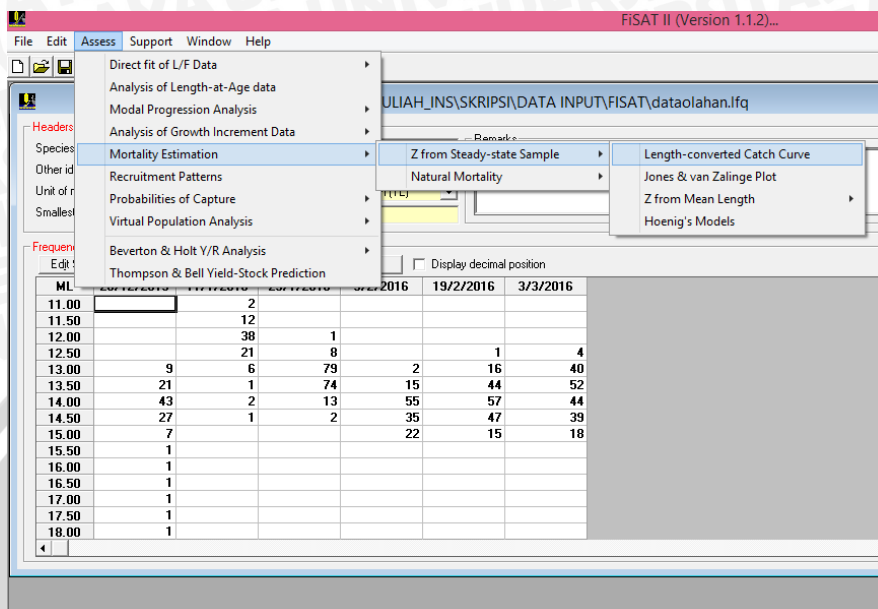 FiSAT II (Version 1.1.2)...
File Edit Assess Support Window Help
Direct fit of L/F Data
Analysis of Length-at-Age data
Modal Progression Analysis
Analysis of Growth Increment Data
Mortality Estimation
Recruitment Patterns
Probabilities of Capture
Virtual Population Analysis
Beverton & Holt Y/R Analysis
Thompson & Bell Yield-Stock Prediction
Z from Steady-state Sample
Natural Mortality
Length-converted Catch Curve
Jones & van Zalinge Plot
Z from Mean Length
Hoenig's Models
ULIAH_INS\SKRIPSI\DATA INPUT\FISAT\dataolahan.lfq
Headers
Species
Other id
Unit of
Smalles
Display decimal position
ML 19/2/2016 3/3/2016
11.00 2
11.50 12
12.00 38 1
12.50 21 8 1 4
13.00 9 6 79 2 16 40
13.50 21 1 74 15 44 52
14.00 43 2 13 55 57 44
14.50 27 1 2 35 47 39
15.00 7 22 15 18
15.50 1
16.00 1
16.50 1
17.00 1
17.50 1
18.00 1